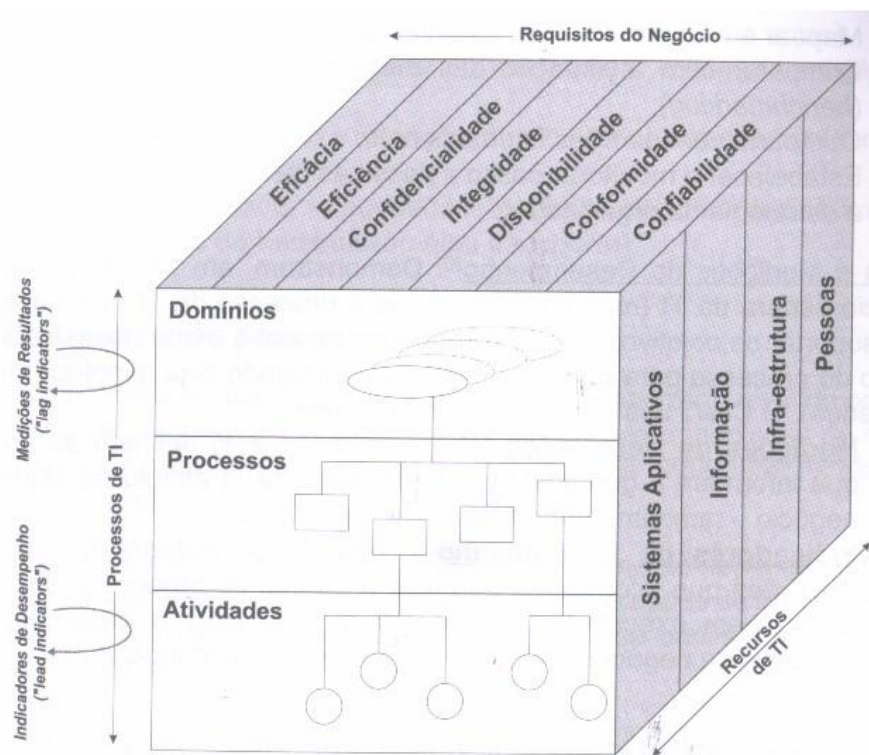 Requisitos do Negócio
Eficácia
Eficiência
Confidencialidade
Integridade
Disponibilidade
Conformidade
Confiabilidade
Domínios
Processos
Atividades
Medições de Resultados
("lag indicators")
Processos de TI
Indicadores de Desempenho
("lead indicators")
Sistemas Aplicativos
Informação
Infra-estrutura
Pessoas
Recursos
de TI